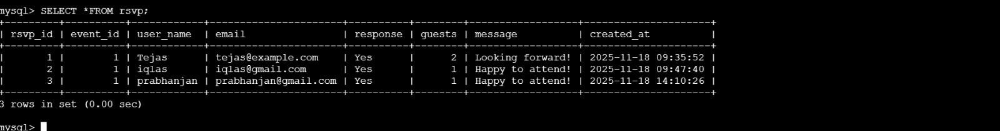 mysql> SELECT *FROM rsvp;
+---------+----------+------------+----------------------+----------+--------+------------------+---------------------+
| rsvp_id | event_id | user_name  | email                | response | guests | message          | created_at          |
+---------+----------+------------+----------------------+----------+--------+------------------+---------------------+
|       1 |        1 | Tejas      | tejas@example.com    | Yes      |      2 | Looking forward! | 2025-11-18 09:35:52 |
|       2 |        1 | iqlas      | iqlas@gmail.com      | Yes      |      1 | Happy to attend! | 2025-11-18 09:47:40 |
|       3 |        1 | prabhanjan | prabhanjan@gmail.com | Yes      |      1 | Happy to attend! | 2025-11-18 14:10:26 |
+---------+----------+------------+----------------------+----------+--------+------------------+---------------------+
3 rows in set (0.00 sec)
mysql>